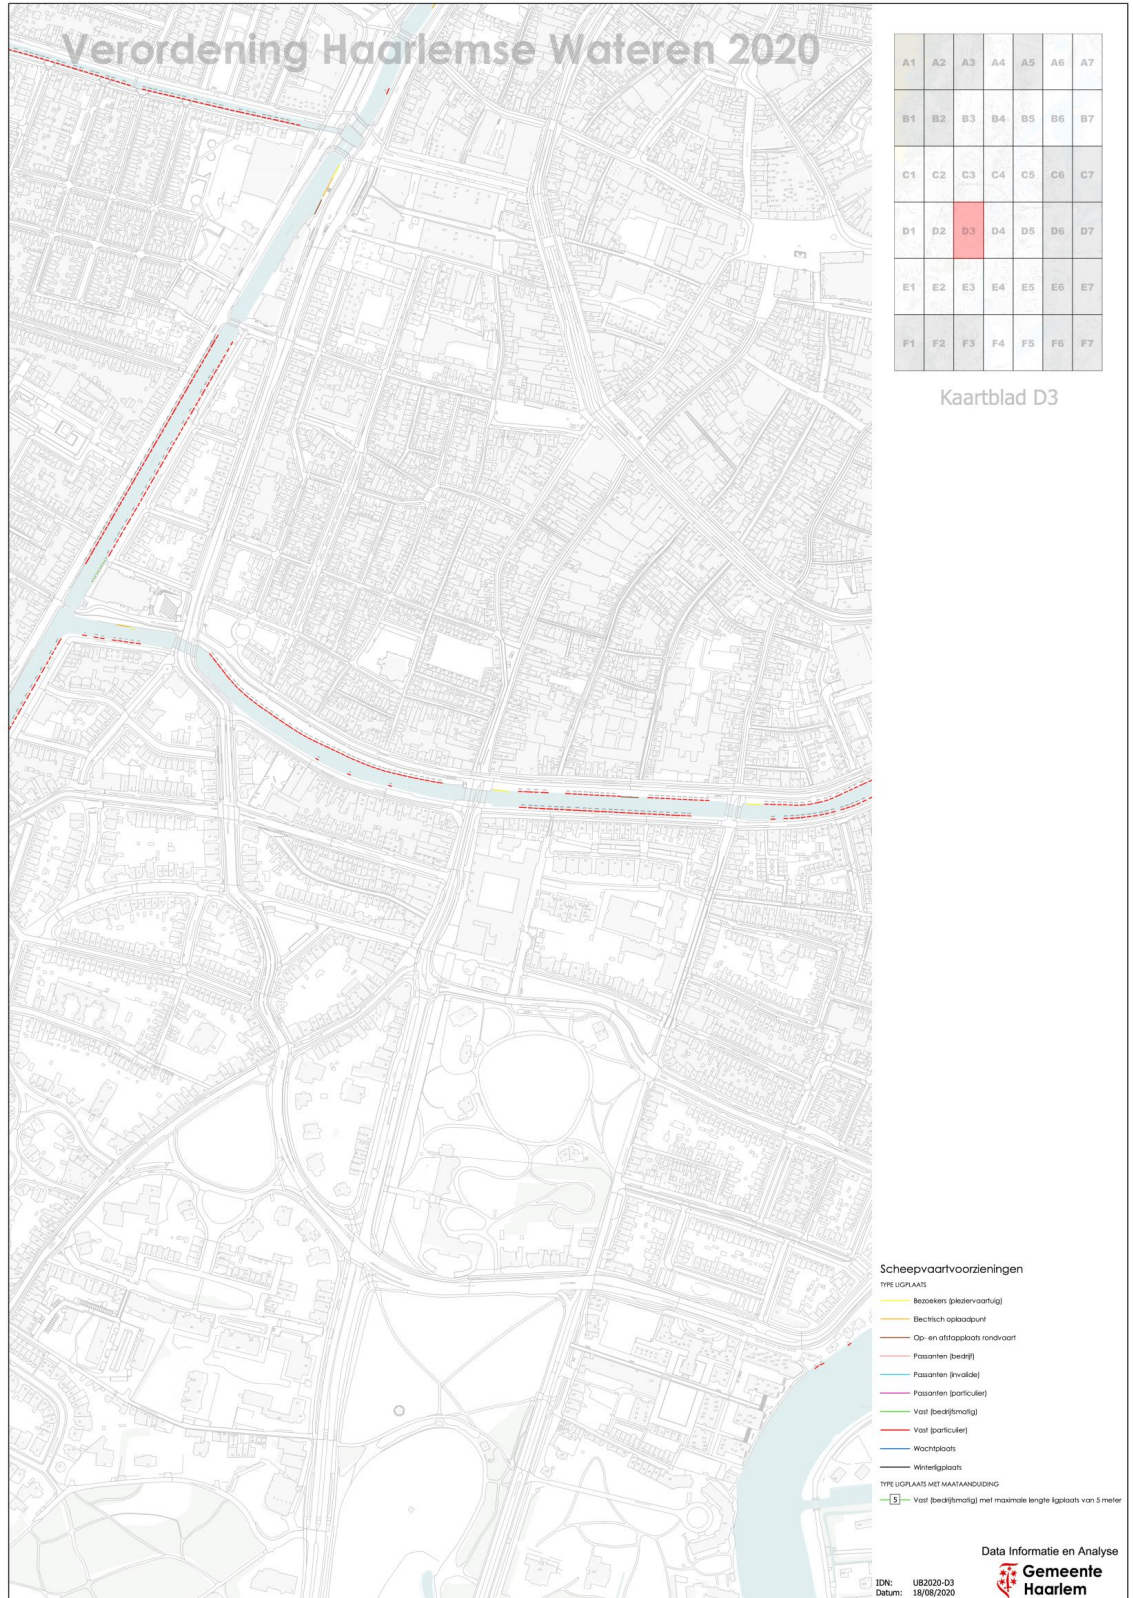 Verordening Haarlemse Wateren 2020
A1 A2 A3 A4 A5 A6 A7
B1 B2 B3 B4 B5 B6 B7
C1 C2 C3 C4 C5 C6 C7
D1 D2 D3 D4 D5 D6 D7
E1 E2 E3 E4 E5 E6 E7
F1 F2 F3 F4 F5 F6 F7
Kaartblad D3
Scheepvaartvoorzieningen
TYPE LIGPLAATS
Bezoekers (pleziervaartuig)
Electrisch oplaadpunt
Op- en afstapplaats rondvaart
Passanten (bedrijf)
Passanten (invalide)
Passanten (particulier)
Vast (bedrijfsmatig)
Vast (particulier)
Wachtplaats
Winterligplaats
TYPE LIGPLAATS MET MAATAANDUIDING
5 Vast (bedrijfsmatig) met maximale lengte ligplaats van 5 meter
Data Informatie en Analyse
Gemeente
Haarlem
IDN: UB2020-D3
Datum: 18/08/2020